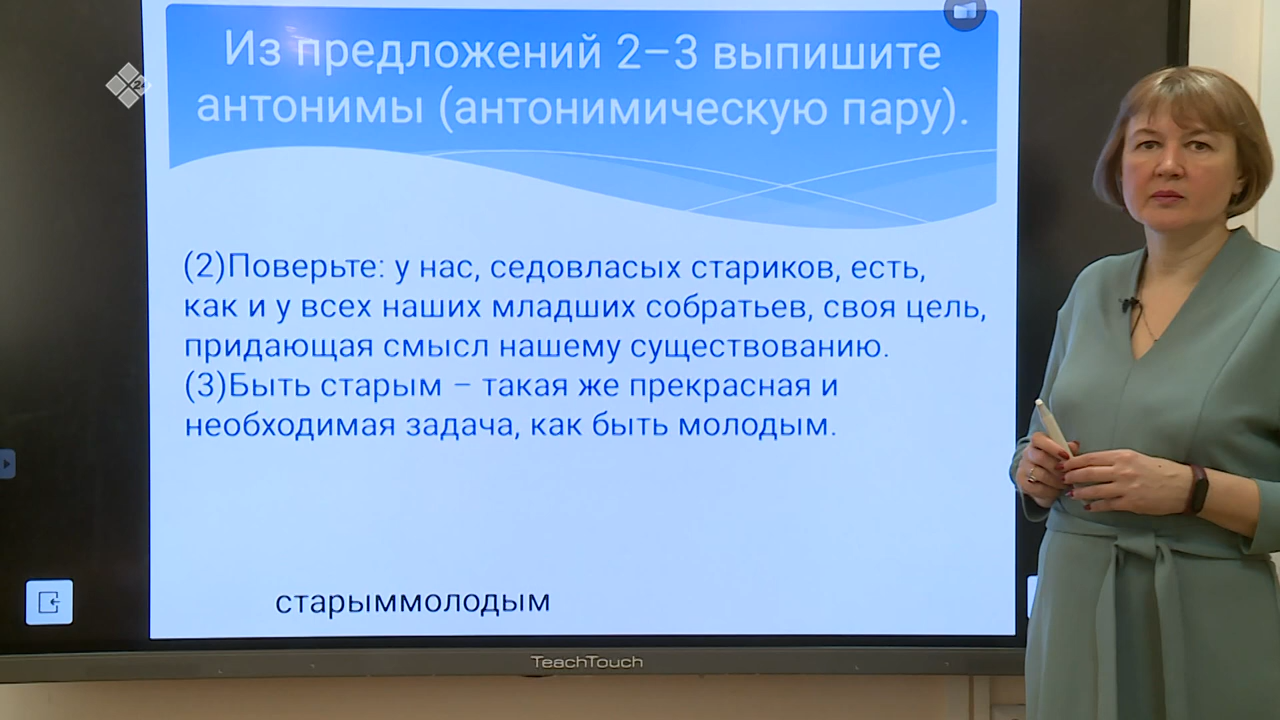 Из предложений 2–3 выпишите
антонимы (антонимическую пару).
(2)Поверьте: у нас, седовласых стариков, есть,
как и у всех наших младших собратьев, своя цель,
придающая смысл нашему существованию.
(3)Быть старым – такая же прекрасная и
необходимая задача, как быть молодым.
старыммолодым
TeachTouch